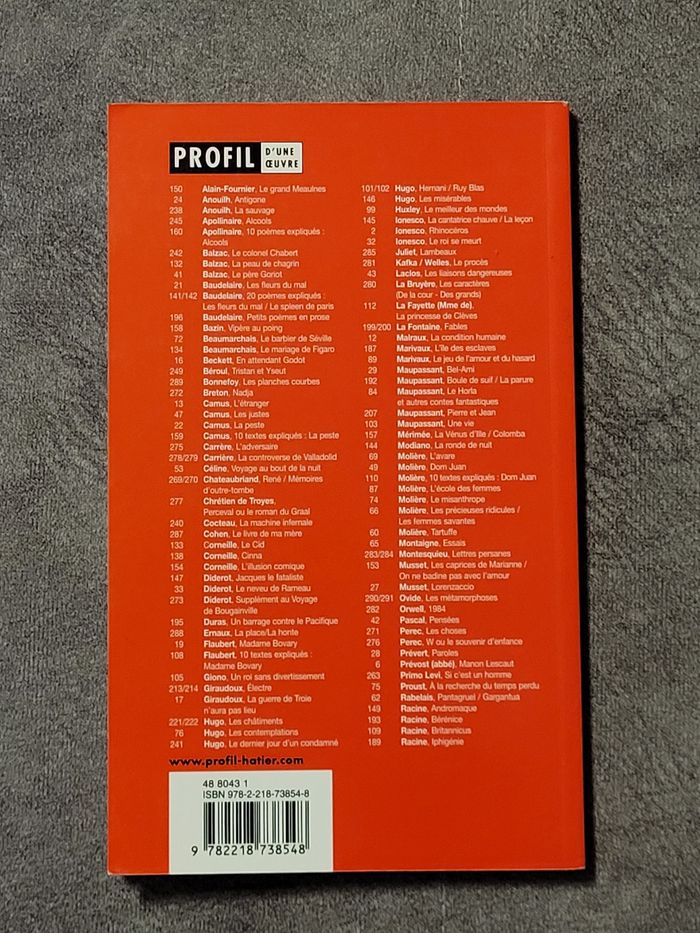 PROFIL
D'UNE
ŒUVRE
150 Alain-Fournier, Le grand Meaulnes
24 Anouilh, Antigone
238 Anouilh, La sauvage
245 Apollinaire, Alcools
160 Apollinaire, 10 poèmes expliqués :
Alcools
242 Balzac, Le colonel Chabert
132 Balzac, La peau de chagrin
41 Balzac, Le père Goriot
21 Baudelaire, Les fleurs du mal
141/142 Baudelaire, 20 poèmes expliqués :
Les fleurs du mal / Le spleen de paris
196 Baudelaire, Petits poèmes en prose
158 Bazin, Vipère au poing
72 Beaumarchais, Le barbier de Séville
134 Beaumarchais, Le mariage de Figaro
16 Beckett, En attendant Godot
249 Béroul, Tristan et Yseut
289 Bonnefoy, Les planches courbes
272 Breton, Nadja
13 Camus, L'étranger
47 Camus, Les justes
22 Camus, La peste
159 Camus, 10 textes expliqués : La peste
275 Carrère, L'adversaire
278/279 Carrière, La controverse de Valladolid
53 Céline, Voyage au bout de la nuit
269/270 Chateaubriand, René / Mémoires
d'outre-tombe
277 Chrétien de Troyes,
Perceval ou le roman du Graal
240 Cocteau, La machine infernale
287 Cohen, Le livre de ma mère
133 Corneille, Le Cid
138 Corneille, Cinna
154 Corneille, L'illusion comique
147 Diderot, Jacques le fataliste
33 Diderot, Le neveu de Rameau
273 Diderot, Supplément au Voyage
de Bougainville
195 Duras, Un barrage contre le Pacifique
288 Ernaux, La place/La honte
19 Flaubert, Madame Bovary
108 Flaubert, 10 textes expliqués :
Madame Bovary
105 Giono, Un roi sans divertissement
213/214 Giraudoux, Électre
17 Giraudoux, La guerre de Troie
n'aura pas lieu
221/222 Hugo, Les châtiments
76 Hugo, Les contemplations
241 Hugo, Le dernier jour d'un condamné
101/102 Hugo, Hernani / Ruy Blas
146 Hugo, Les misérables
99 Huxley, Le meilleur des mondes
145 Ionesco, La cantatrice chauve / La leçon
2 Ionesco, Rhinocéros
32 Ionesco, Le roi se meurt
285 Juliet, Lambeaux
281 Kafka / Welles, Le procès
43 Laclos, Les liaisons dangereuses
280 La Bruyère, Les caractères
(De la cour - Des grands)
112 La Fayette (Mme de),
La princesse de Clèves
199/200 La Fontaine, Fables
12 Malraux, La condition humaine
187 Marivaux, L'île des esclaves
89 Marivaux, Le jeu de l'amour et du hasard
29 Maupassant, Bel-Ami
192 Maupassant, Boule de suif / La parure
84 Maupassant, Le Horla
et autres contes fantastiques
207 Maupassant, Pierre et Jean
103 Maupassant, Une vie
157 Mérimée, La Vénus d'Ille / Colomba
144 Modiano, La ronde de nuit
69 Molière, L'avare
49 Molière, Dom Juan
110 Molière, 10 textes expliqués : Dom Juan
87 Molière, L'école des femmes
74 Molière, Le misanthrope
66 Molière, Les précieuses ridicules /
Les femmes savantes
60 Molière, Tartuffe
65 Montaigne, Essais
283/284 Montesquieu, Lettres persanes
153 Musset, Les caprices de Marianne /
On ne badine pas avec l'amour
27 Musset, Lorenzaccio
290/291 Ovide, Les métamorphoses
282 Orwell, 1984
42 Pascal, Pensées
271 Perec, Les choses
276 Perec, W ou le souvenir d'enfance
28 Prévert, Paroles
6 Prévost (abbé), Manon Lescaut
263 Primo Levi, Si c'est un homme
75 Proust, À la recherche du temps perdu
62 Rabelais, Pantagruel / Gargantua
149 Racine, Andromaque
193 Racine, Bérénice
109 Racine, Britannicus
189 Racine, Iphigénie
www.profil-hatier.com
48 8043 1
ISBN 978-2-218-73854-8
9 782218 738548